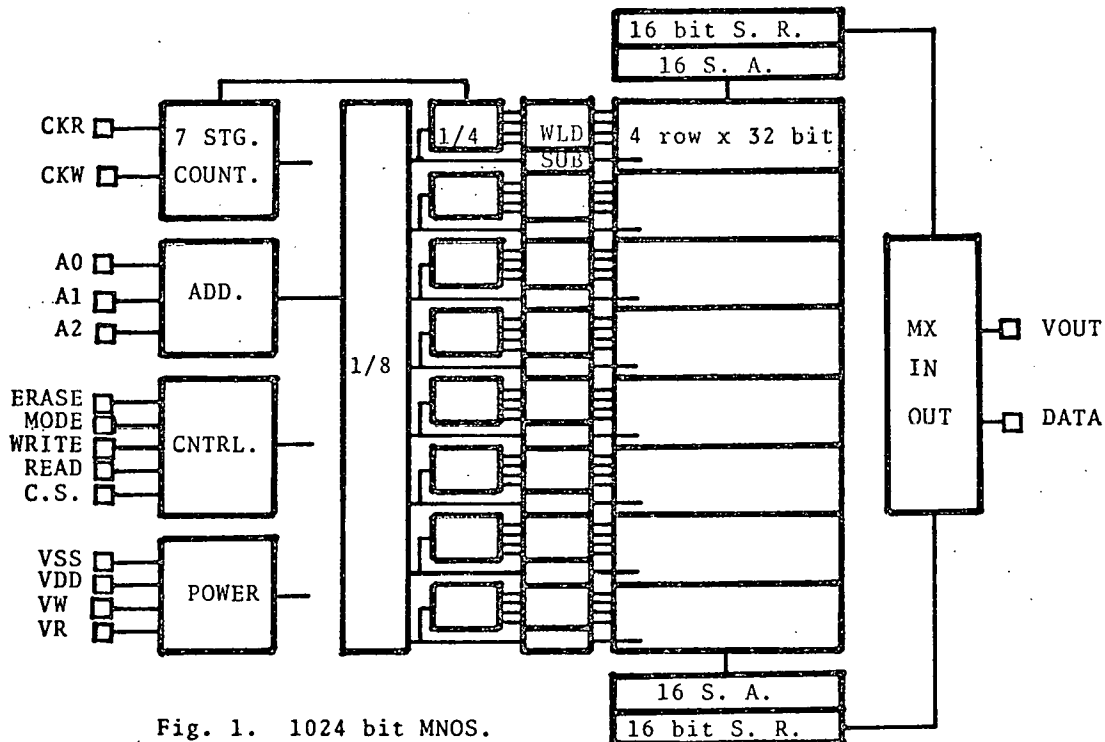 16 bit S. R.
16 S. A.
CKR
CKW
7 STG.
COUNT.
1/4
WLD
SUB
4 row x 32 bit
A0
A1
A2
ADD.
1/8
MX
IN
OUT
VOUT
DATA
ERASE
MODE
WRITE
READ
C.S.
CNTRL.
VSS
VDD
VW
VR
POWER
16 S. A.
16 bit S. R.
Fig. 1. 1024 bit MNOS.